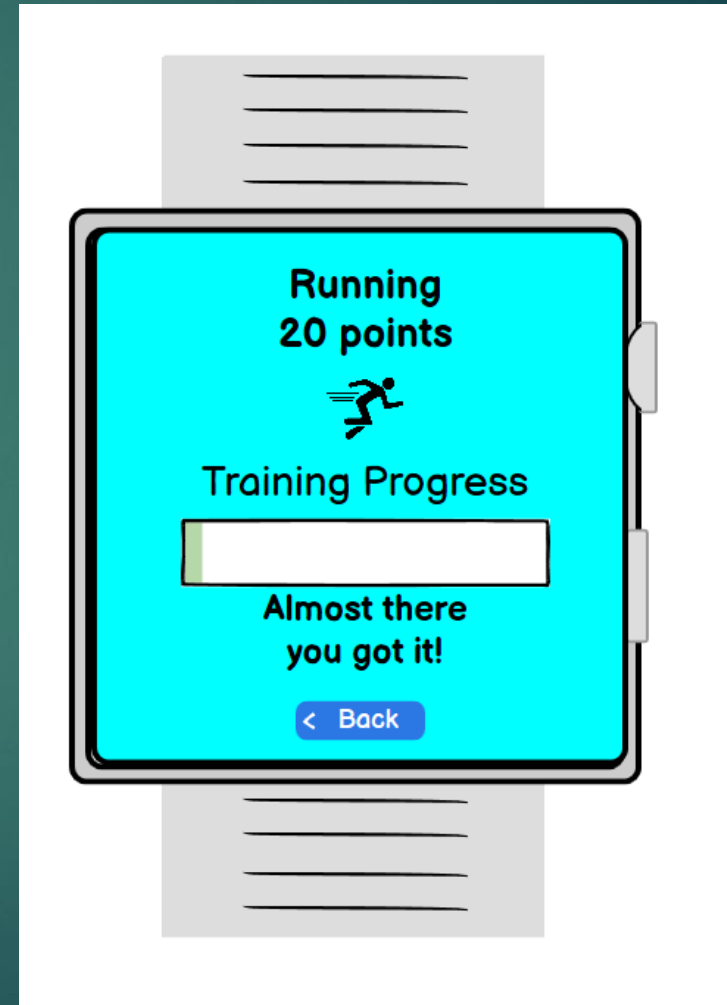 Running
20 points
Training Progress
Almost there
you got it!
< Back